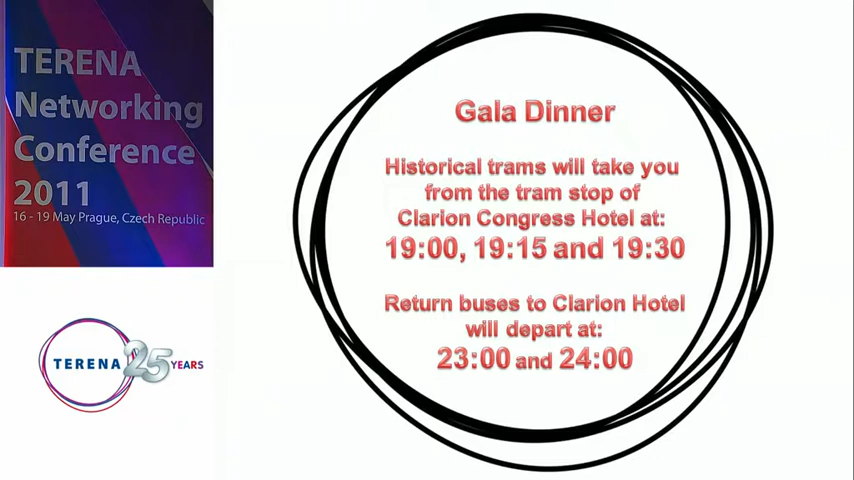 TERENA
Networking
Conference
2011
16 - 19 May Prague, Czech Republic
TERENA 25 YEARS
Gala Dinner
Historical trams will take you
from the tram stop of
Clarion Congress Hotel at:
19:00, 19:15 and 19:30
Return buses to Clarion Hotel
will depart at:
23:00 and 24:00